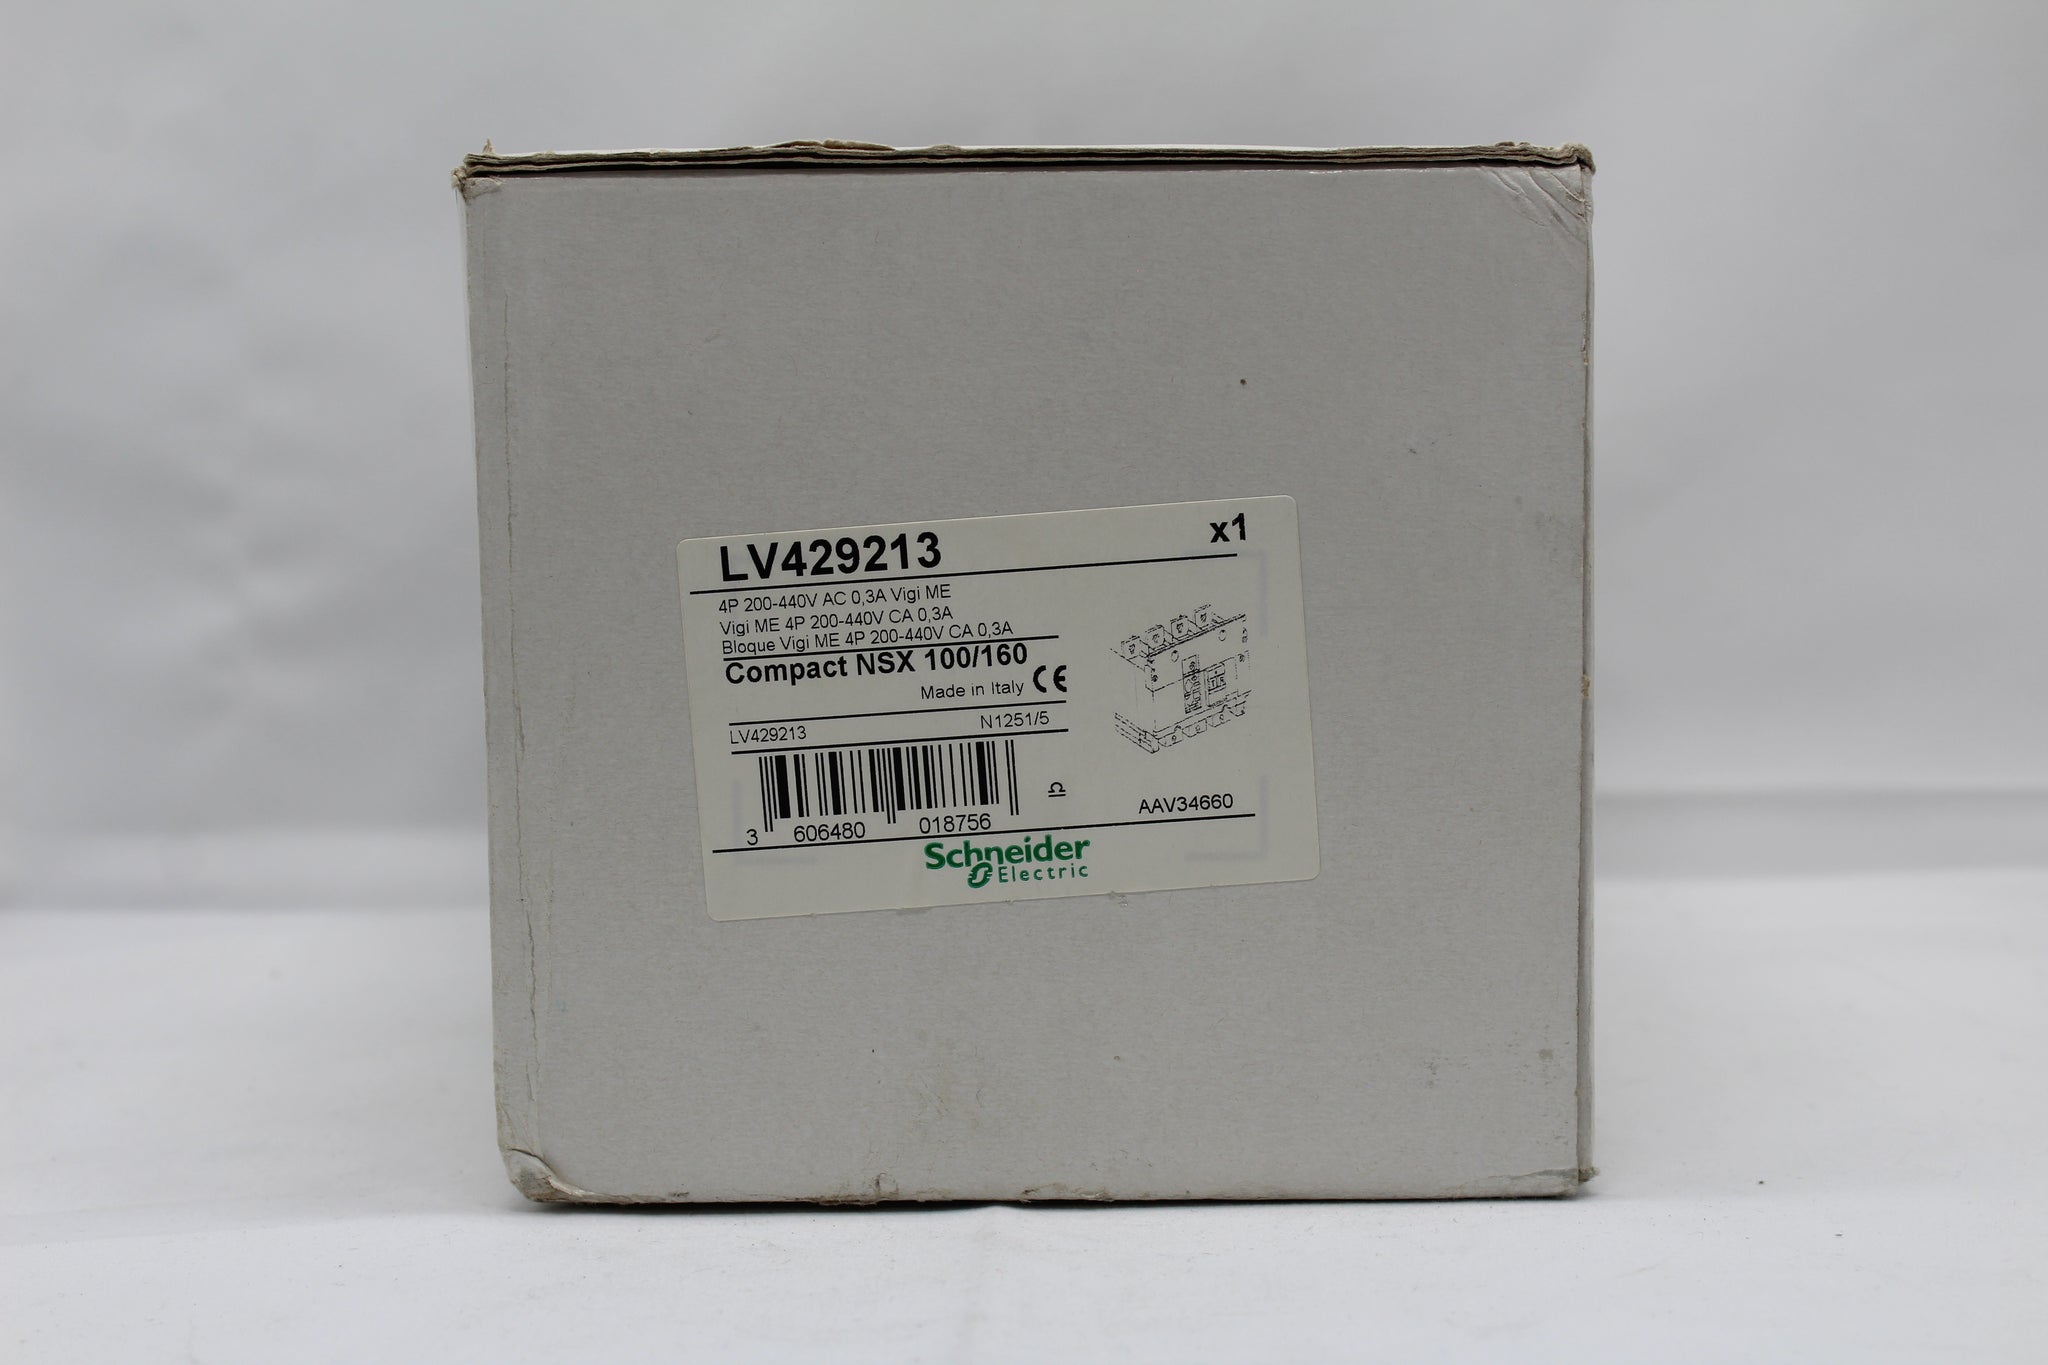 LV429213 x1
4P 200-440V AC 0,3A Vigi ME
Vigi ME 4P 200-440V CA 0,3A
Bloque Vigi ME 4P 200-440V CA 0,3A
Compact NSX 100/160
Made in Italy CE
N1251/5
LV429213
3 606480 018756
AAV34660
Schneider
Electric